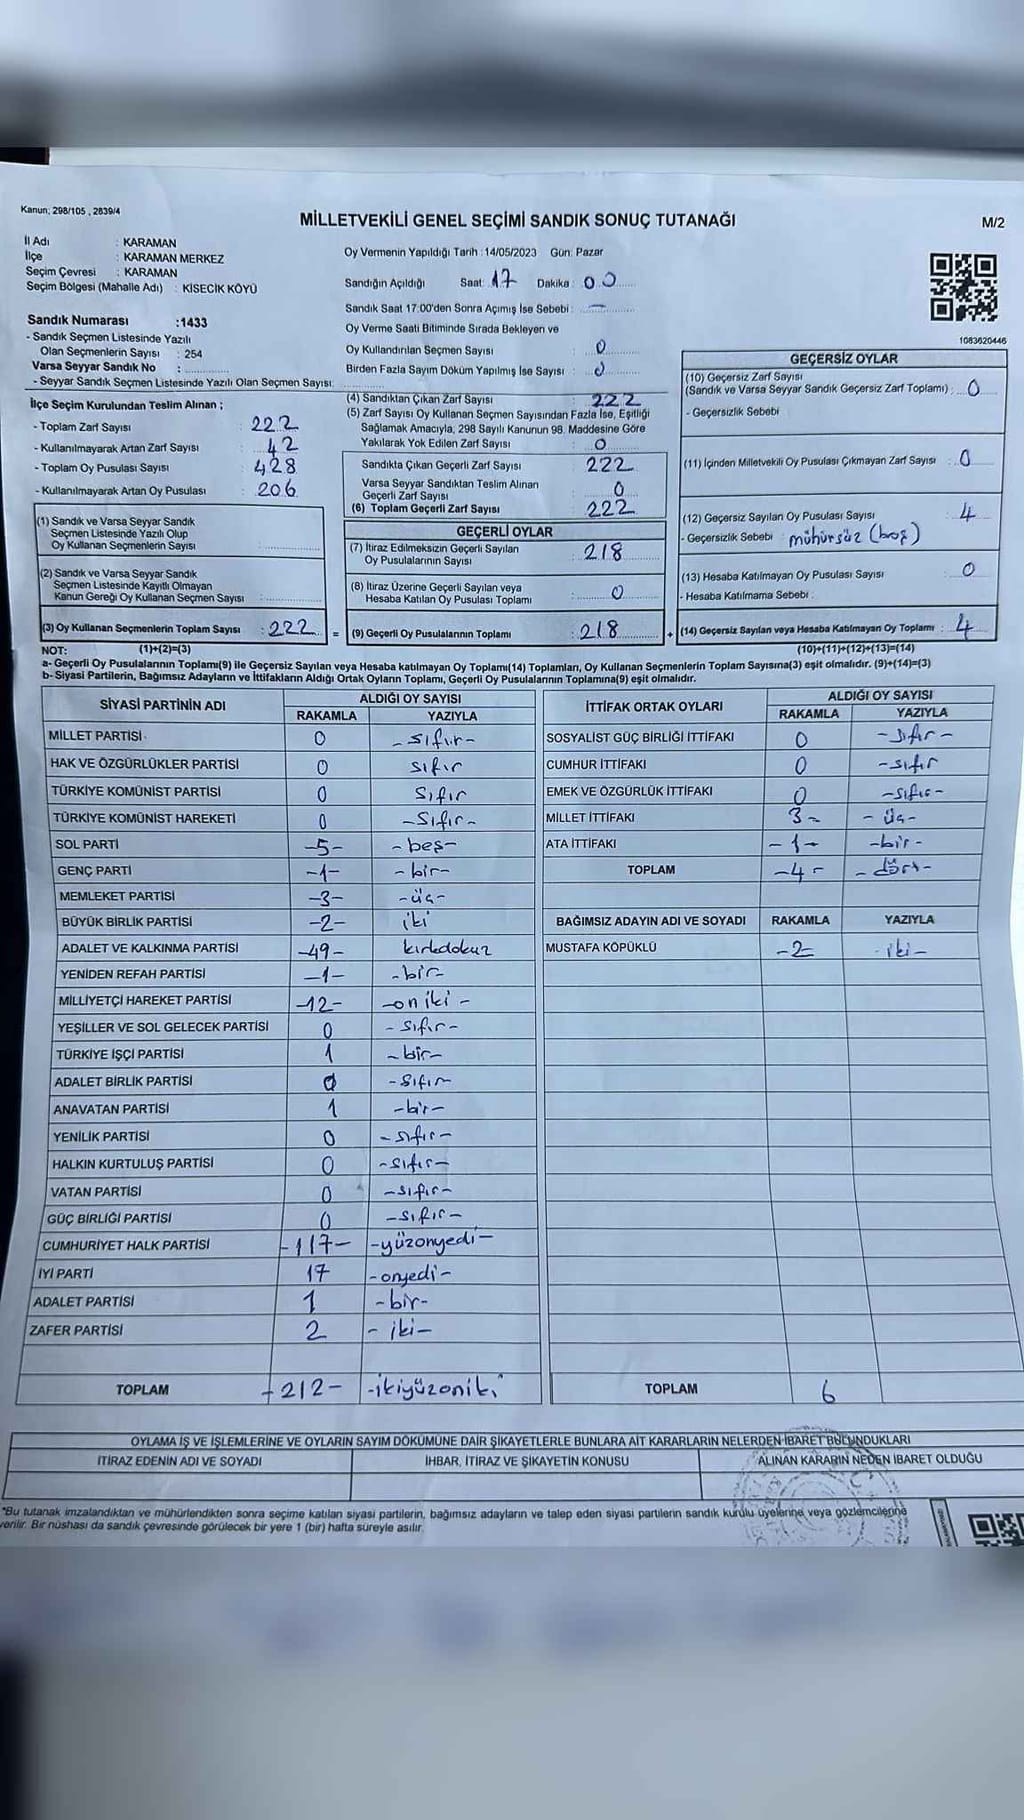 Kanun; 298/105 , 2839/4
MİLLETVEKİLİ GENEL SEÇİMİ SANDIK SONUÇ TUTANAĞI
M/2
İl Adı : KARAMAN
İlçe : KARAMAN MERKEZ
Seçim Çevresi : KARAMAN
Seçim Bölgesi (Mahalle Adı) : KISECIK KÖYÜ
Sandık Numarası :1433
- Sandık Seçmen Listesinde Yazılı
Olan Seçmenlerin Sayısı : 254
Varsa Seyyar Sandık No :
- Seyyar Sandık Seçmen Listesinde Yazılı Olan Seçmen Sayısı:
İlçe Seçim Kurulundan Teslim Alınan ;
- Toplam Zarf Sayısı : 222
- Kullanılmayarak Artan Zarf Sayısı : 42
- Toplam Oy Pusulası Sayısı : 428
- Kullanılmayarak Artan Oy Pusulası : 206
(1) Sandık ve Varsa Seyyar Sandık
Seçmen Listesinde Yazılı Olup
Oy Kullanan Seçmenlerin Sayısı :
(2) Sandık ve Varsa Seyyar Sandık
Seçmen Listesinde Kayıtlı Olmayan
Kanun Gereği Oy Kullanan Seçmen Sayısı :
(3) Oy Kullanan Seçmenlerin Toplam Sayısı : 222 =
Oy Vermenin Yapıldığı Tarih :14/05/2023 Gün: Pazar
Sandığın Açıldığı Saat: 17 Dakika : 00
Sandık Saat 17:00'den Sonra Açımış İse Sebebi : —
Oy Verme Saati Bitiminde Sırada Bekleyen ve
Oy Kullandırılan Seçmen Sayısı : 0
Birden Fazla Sayım Döküm Yapılmış İse Sayısı : 0
(4) Sandıktan Çıkan Zarf Sayısı : 222
(5) Zarf Sayısı Oy Kullanan Seçmen Sayısından Fazla İse, Eşitliği
Sağlamak Amacıyla, 298 Sayılı Kanunun 98. Maddesine Göre
Yakılarak Yok Edilen Zarf Sayısı : 0
Sandıkta Çıkan Geçerli Zarf Sayısı : 222
Varsa Seyyar Sandıktan Teslim Alınan
Geçerli Zarf Sayısı : 0
(6) Toplam Geçerli Zarf Sayısı : 222
GEÇERLİ OYLAR
(7) İtiraz Edilmeksizin Geçerli Sayılan
Oy Pusulalarının Sayısı : 218
(8) İtiraz Üzerine Geçerli Sayılan veya
Hesaba Katılan Oy Pusulası Toplamı : 0
(9) Geçerli Oy Pusulalarının Toplamı : 218 +
1083620446
GEÇERSİZ OYLAR
(10) Geçersiz Zarf Sayısı
(Sandık ve Varsa Seyyar Sandık Geçersiz Zarf Toplamı) : 0
- Geçersizlik Sebebi
(11) İçinden Milletvekili Oy Pusulası Çıkmayan Zarf Sayısı : 0
(12) Geçersiz Sayılan Oy Pusulası Sayısı : 4
- Geçersizlik Sebebi : mühürsüz (boş)
(13) Hesaba Katılmayan Oy Pusulası Sayısı : 0
- Hesaba Katılmama Sebebi :
(14) Geçersiz Sayılan veya Hesaba Katılmayan Oy Toplamı : 4
NOT: (1)+(2)=(3) (10)+(11)+(12)+(13)=(14)
a- Geçerli Oy Pusulalarının Toplamı(9) ile Geçersiz Sayılan veya Hesaba katılmayan Oy Toplamı(14) Toplamları, Oy Kullanan Seçmenlerin Toplam Sayısına(3) eşit olmalıdır. (9)+(14)=(3)
b- Siyasi Partilerin, Bağımsız Adayların ve İttifakların Aldığı Ortak Oyların Toplamı, Geçerli Oy Pusulalarının Toplamına(9) eşit olmalıdır.
SİYASİ PARTİNİN ADI ALDIĞI OY SAYISI
RAKAMLA YAZIYLA
MİLLET PARTİSİ 0 -sıfır-
HAK VE ÖZGÜRLÜKLER PARTİSİ 0 sıfır
TÜRKİYE KOMÜNİST PARTİSİ 0 sıfır
TÜRKİYE KOMÜNİST HAREKETİ 0 -sıfır-
SOL PARTİ -5- -beş-
GENÇ PARTİ -1- -bir-
MEMLEKET PARTİSİ -3- -üç-
BÜYÜK BİRLİK PARTİSİ -2- iki
ADALET VE KALKINMA PARTİSİ -49- kırkdokuz
YENİDEN REFAH PARTİSİ -1- -bir-
MİLLİYETÇİ HAREKET PARTİSİ -12- -on iki-
YEŞİLLER VE SOL GELECEK PARTİSİ 0 -sıfır-
TÜRKİYE İŞÇİ PARTİSİ 1 -bir-
ADALET BİRLİK PARTİSİ 0 -sıfır-
ANAVATAN PARTİSİ 1 -bir-
YENİLİK PARTİSİ 0 -sıfır-
HALKIN KURTULUŞ PARTİSİ 0 -sıfır-
VATAN PARTİSİ 0 -sıfır-
GÜÇ BİRLİĞİ PARTİSİ 0 -sıfır-
CUMHURİYET HALK PARTİSİ -117- -yüzonyedi-
İYİ PARTİ 17 -onyedi-
ADALET PARTİSİ 1 -bir-
ZAFER PARTİSİ 2 -iki-
TOPLAM -212- -ikiyüzoniki
İTTİFAK ORTAK OYLARI ALDIĞI OY SAYISI
RAKAMLA YAZIYLA
SOSYALİST GÜÇ BİRLİĞİ İTTİFAKI 0 -sıfır-
CUMHUR İTTİFAKI 0 -sıfır
EMEK VE ÖZGÜRLÜK İTTİFAKI 0 -sıfır-
MİLLET İTTİFAKI 3- -üç-
ATA İTTİFAKI -1- -bir-
TOPLAM -4- -dört-
BAĞIMSIZ ADAYIN ADI VE SOYADI RAKAMLA YAZIYLA
MUSTAFA KÖPÜKLÜ -2- iki-
TOPLAM 6
OYLAMA İŞ VE İŞLEMLERİNE VE OYLARIN SAYIM DÖKÜMÜNE DAİR ŞİKAYETLERLE BUNLARA AİT KARARLARIN NELERDEN İBARET BULUNDUKLARI
İTİRAZ EDENİN ADI VE SOYADI İHBAR, İTİRAZ VE ŞİKAYETİN KONUSU ALINAN KARARIN NEDEN İBARET OLDUĞU
*Bu tutanak imzalandıktan ve mühürlendikten sonra seçime katılan siyasi partilerin, bağımsız adayların ve talep eden siyasi partilerin sandık kurulu üyelerine veya gözlemcilerine
verilir. Bir nüshası da sandık çevresinde görülecek bir yere 1 (bir) hafta süreyle asılır.